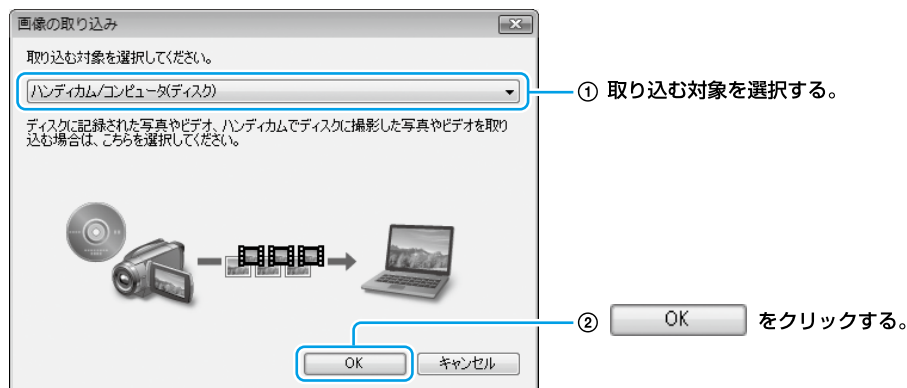 画像の取り込み
取り込む対象を選択してください。
ハンディカム/コンピュータ(ディスク)
① 取り込む対象を選択する。
ディスクに記録された写真やビデオ、ハンディカムでディスクに撮影した写真やビデオを取り
込む場合は、こちらを選択してください。
② OK をクリックする。
OK
キャンセル